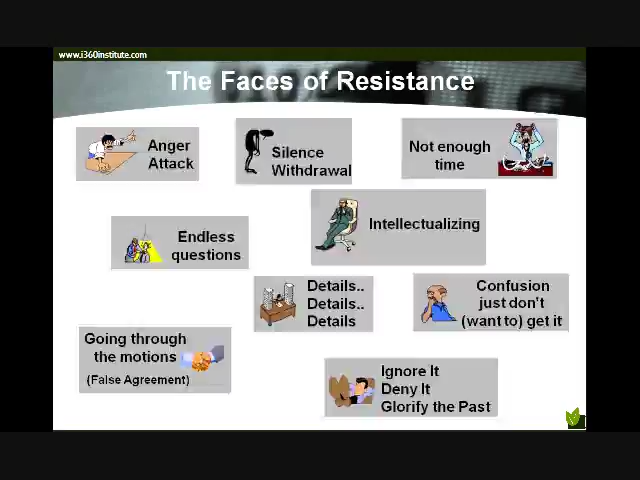 www.i360institute.com
The Faces of Resistance
Anger
Attack
Silence
Withdrawal
Not enough
time
Endless
questions
Intellectualizing
Details..
Details..
Details
Confusion
just don't
(want to) get it
Going through
the motions
(False Agreement)
Ignore It
Deny It
Glorify the Past